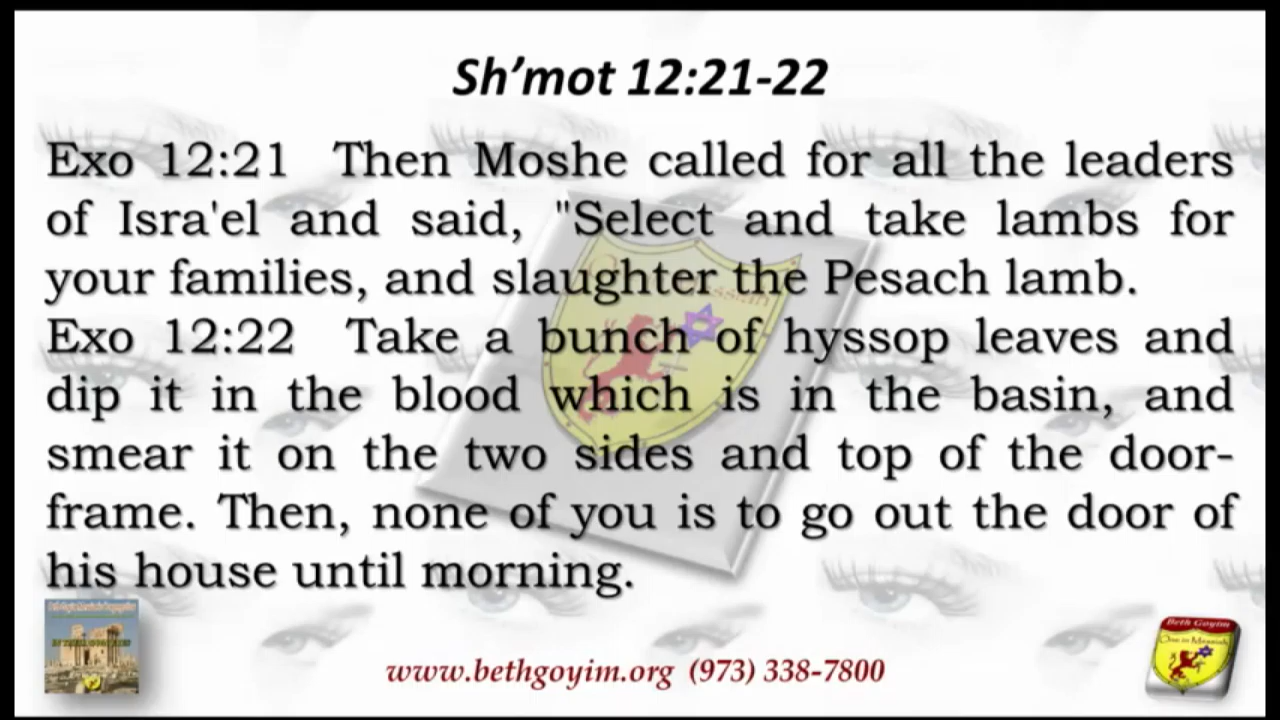 Sh'mot 12:21-22
Exo 12:21 Then Moshe called for all the leaders
of Isra'el and said, "Select and take lambs for
your families, and slaughter the Pesach lamb.
Exo 12:22 Take a bunch of hyssop leaves and
dip it in the blood which is in the basin, and
smear it on the two sides and top of the door-
frame. Then, none of you is to go out the door of
his house until morning.
www.bethgoyim.org (973) 338-7800
Beth Goyim
One in Messiah